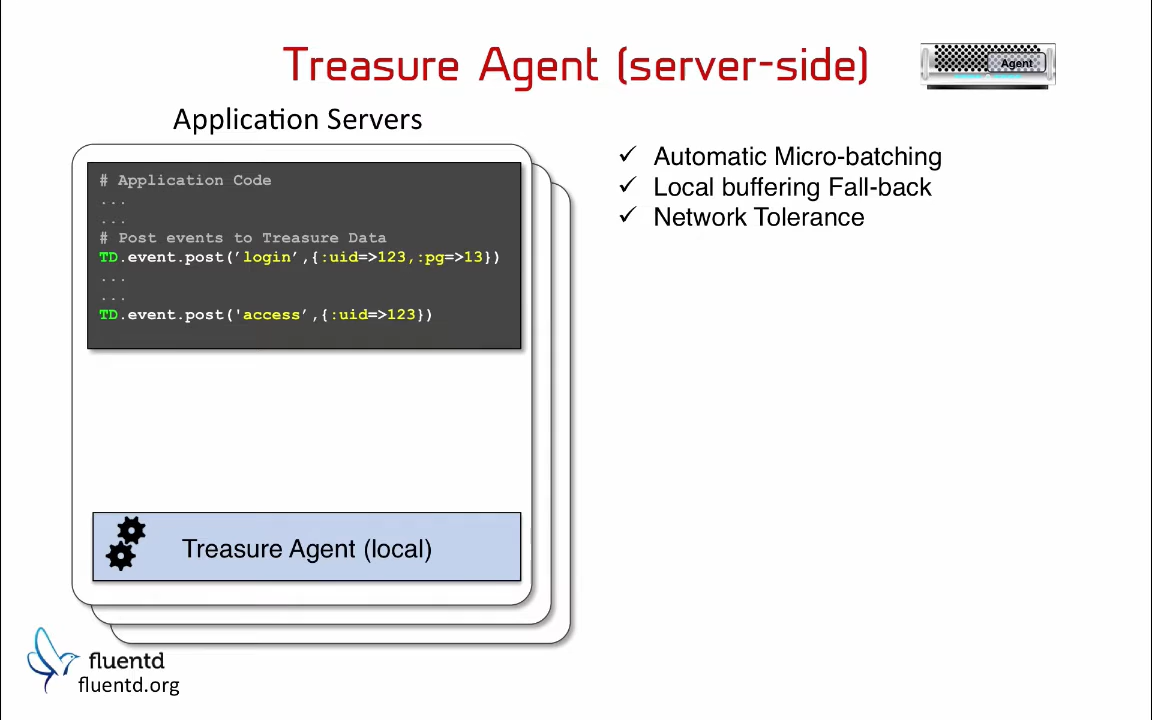 Treasure Agent (server-side)
Agent
Application Servers
# Application Code
...
...
# Post events to Treasure Data
TD.event.post(’login’,{:uid=>123,:pg=>13})
...
...
TD.event.post('access’,{:uid=>123})
Treasure Agent (local)
✓ Automatic Micro-batching
✓ Local buffering Fall-back
✓ Network Tolerance
fluentd
fluentd.org